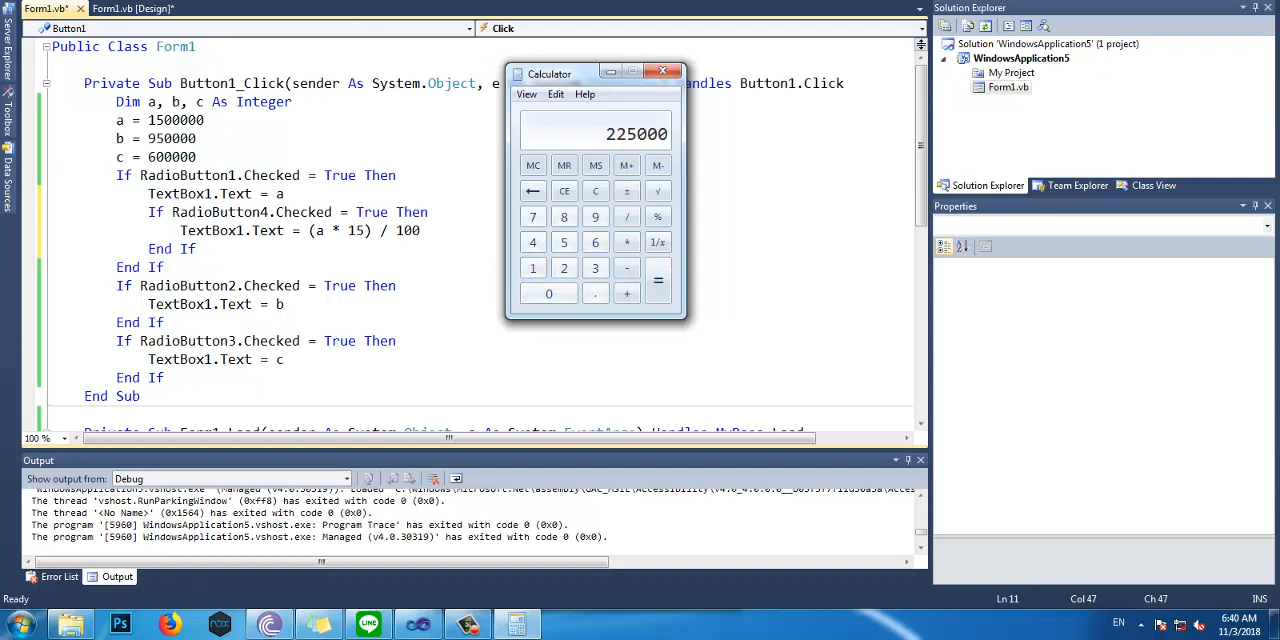 Form1.vb*
Form1.vb [Design]*
Solution Explorer
Button1
Click
Public Class Form1
Private Sub Button1_Click(sender As System.Object, e
ndles Button1.Click
Dim a, b, c As Integer
a = 1500000
b = 950000
c = 600000
If RadioButton1.Checked = True Then
TextBox1.Text = a
If RadioButton4.Checked = True Then
TextBox1.Text = (a * 15) / 100
End If
End If
If RadioButton2.Checked = True Then
TextBox1.Text = b
End If
If RadioButton3.Checked = True Then
TextBox1.Text = c
End If
End Sub
100 %
Calculator
View Edit Help
225000
MC MR MS M+ M-
← CE C ± √
7 8 9 / %
4 5 6 * 1/x
1 2 3 - =
0 . +
Server Explorer
Toolbox
Data Sources
Solution 'WindowsApplication5' (1 project)
WindowsApplication5
My Project
Form1.vb
Solution Explorer
Team Explorer
Class View
Properties
Output
Show output from: Debug
The thread 'vshost.RunParkingWindow' (0xff8) has exited with code 0 (0x0).
The thread '<No Name>' (0x1564) has exited with code 0 (0x0).
The program '[5960] WindowsApplication5.vshost.exe: Program Trace' has exited with code 0 (0x0).
The program '[5960] WindowsApplication5.vshost.exe: Managed (v4.0.30319)' has exited with code 0 (0x0).
Error List
Output
Ready
Ln 11
Col 47
Ch 47
INS
Ps
nox
LINE
EN
6:40 AM
11/3/2018